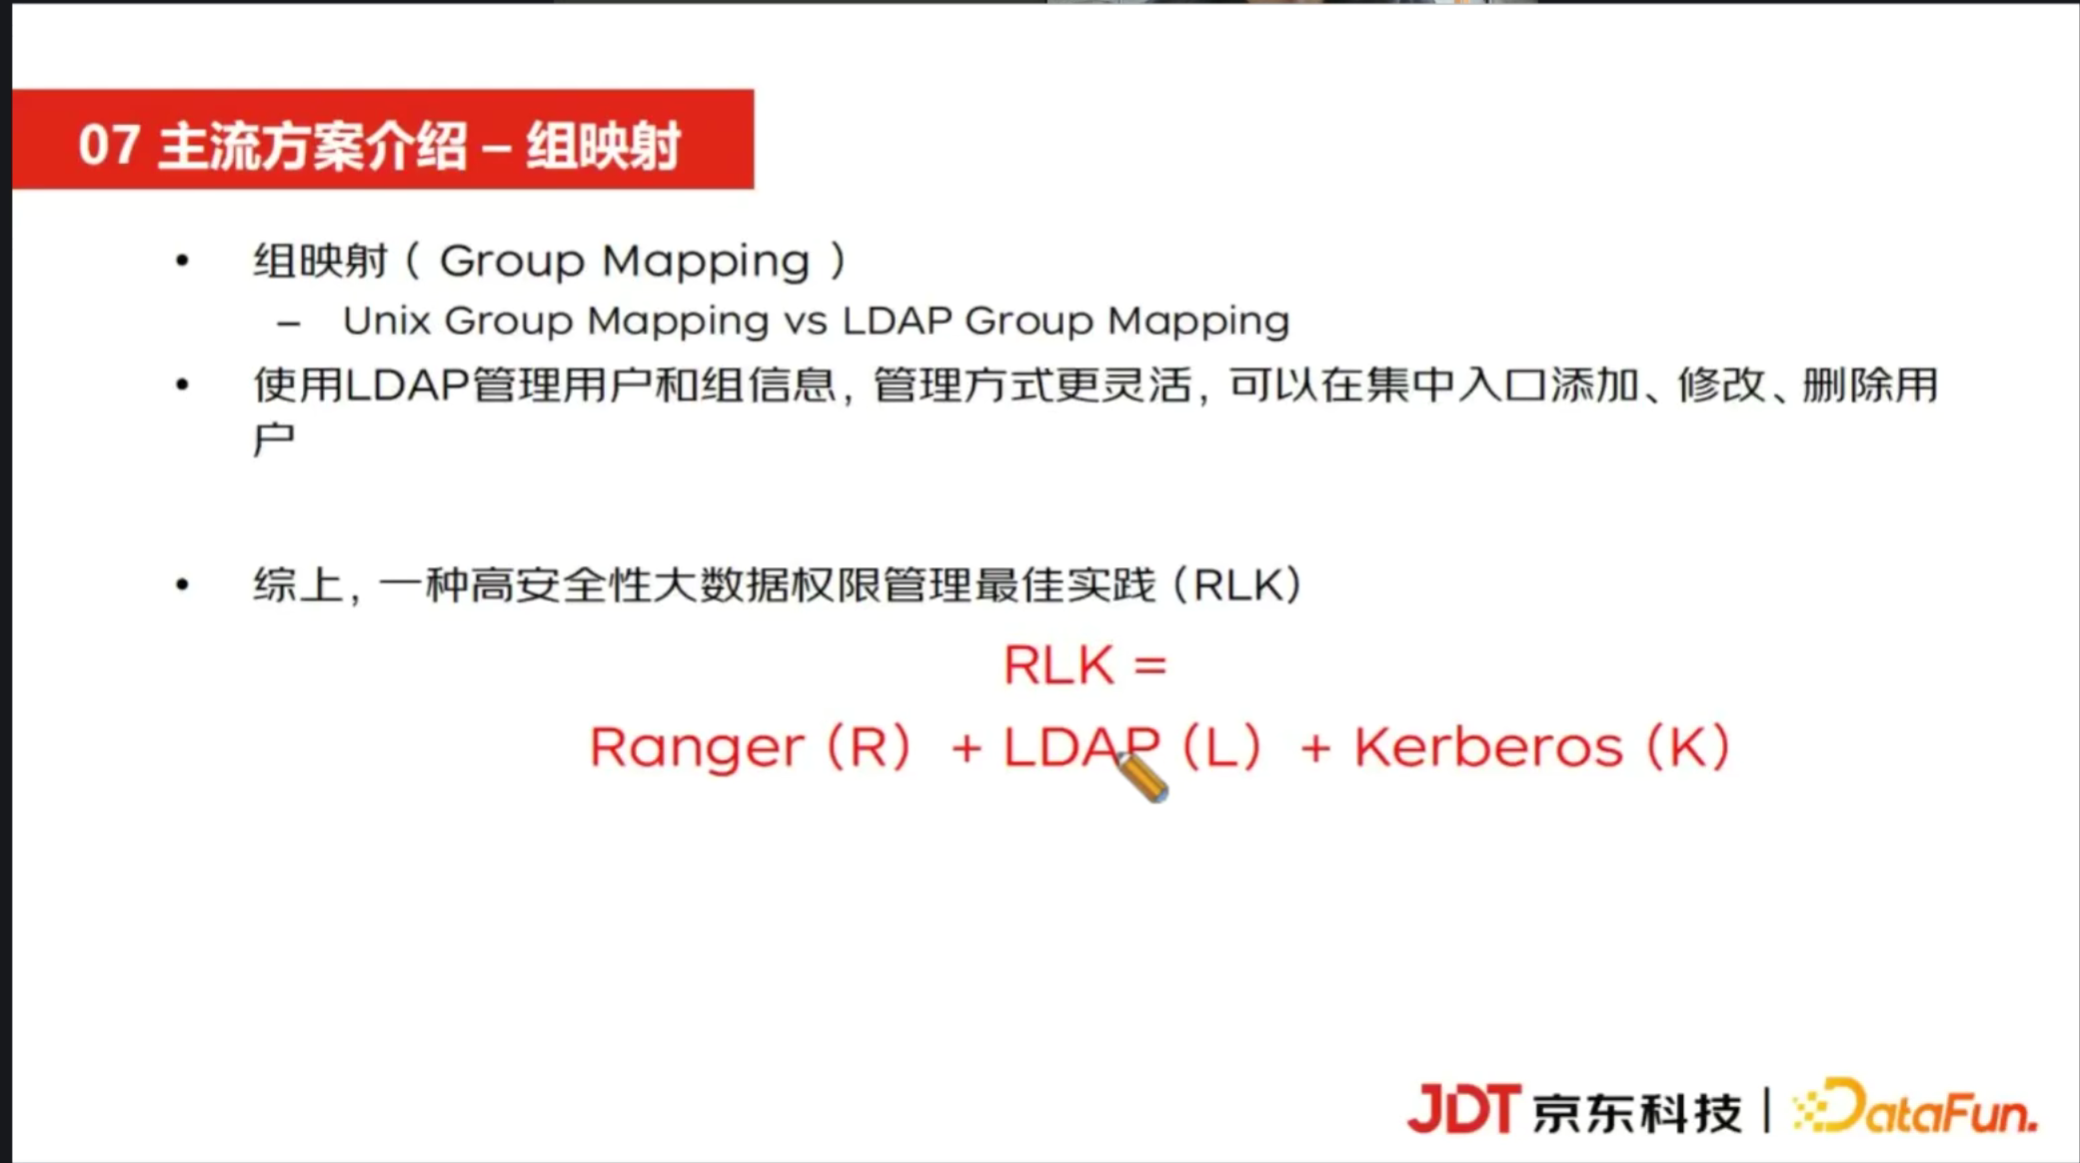 07 主流方案介绍 – 组映射
• 组映射（ Group Mapping ）
– Unix Group Mapping vs LDAP Group Mapping
• 使用LDAP管理用户和组信息，管理方式更灵活，可以在集中入口添加、修改、删除用
户
• 综上，一种高安全性大数据权限管理最佳实践（RLK）
RLK =
Ranger（R） + LDAP（L） + Kerberos（K）
JDT 京东科技 | DataFun.